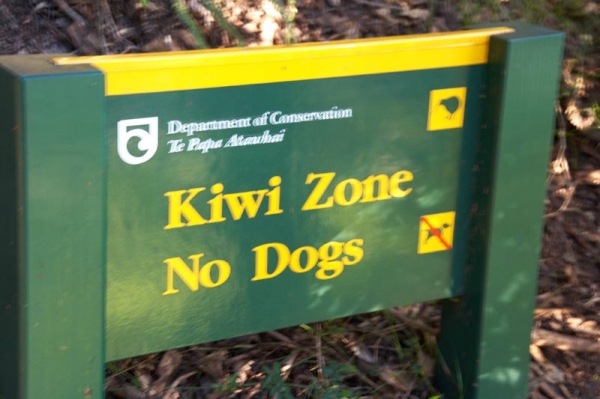 Department of Conservation
Te Papa Atawhai
Kiwi Zone
No Dogs